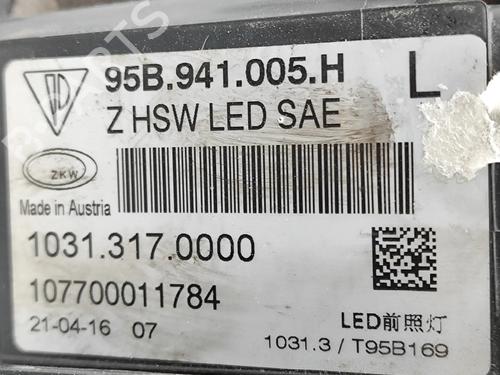 95B.941.005.H L
Z HSW LED SAE
ZKW
Made in Austria
1031.317.0000
107700011784
21-04-16 07
LED前照灯
1031.3 / T95B169